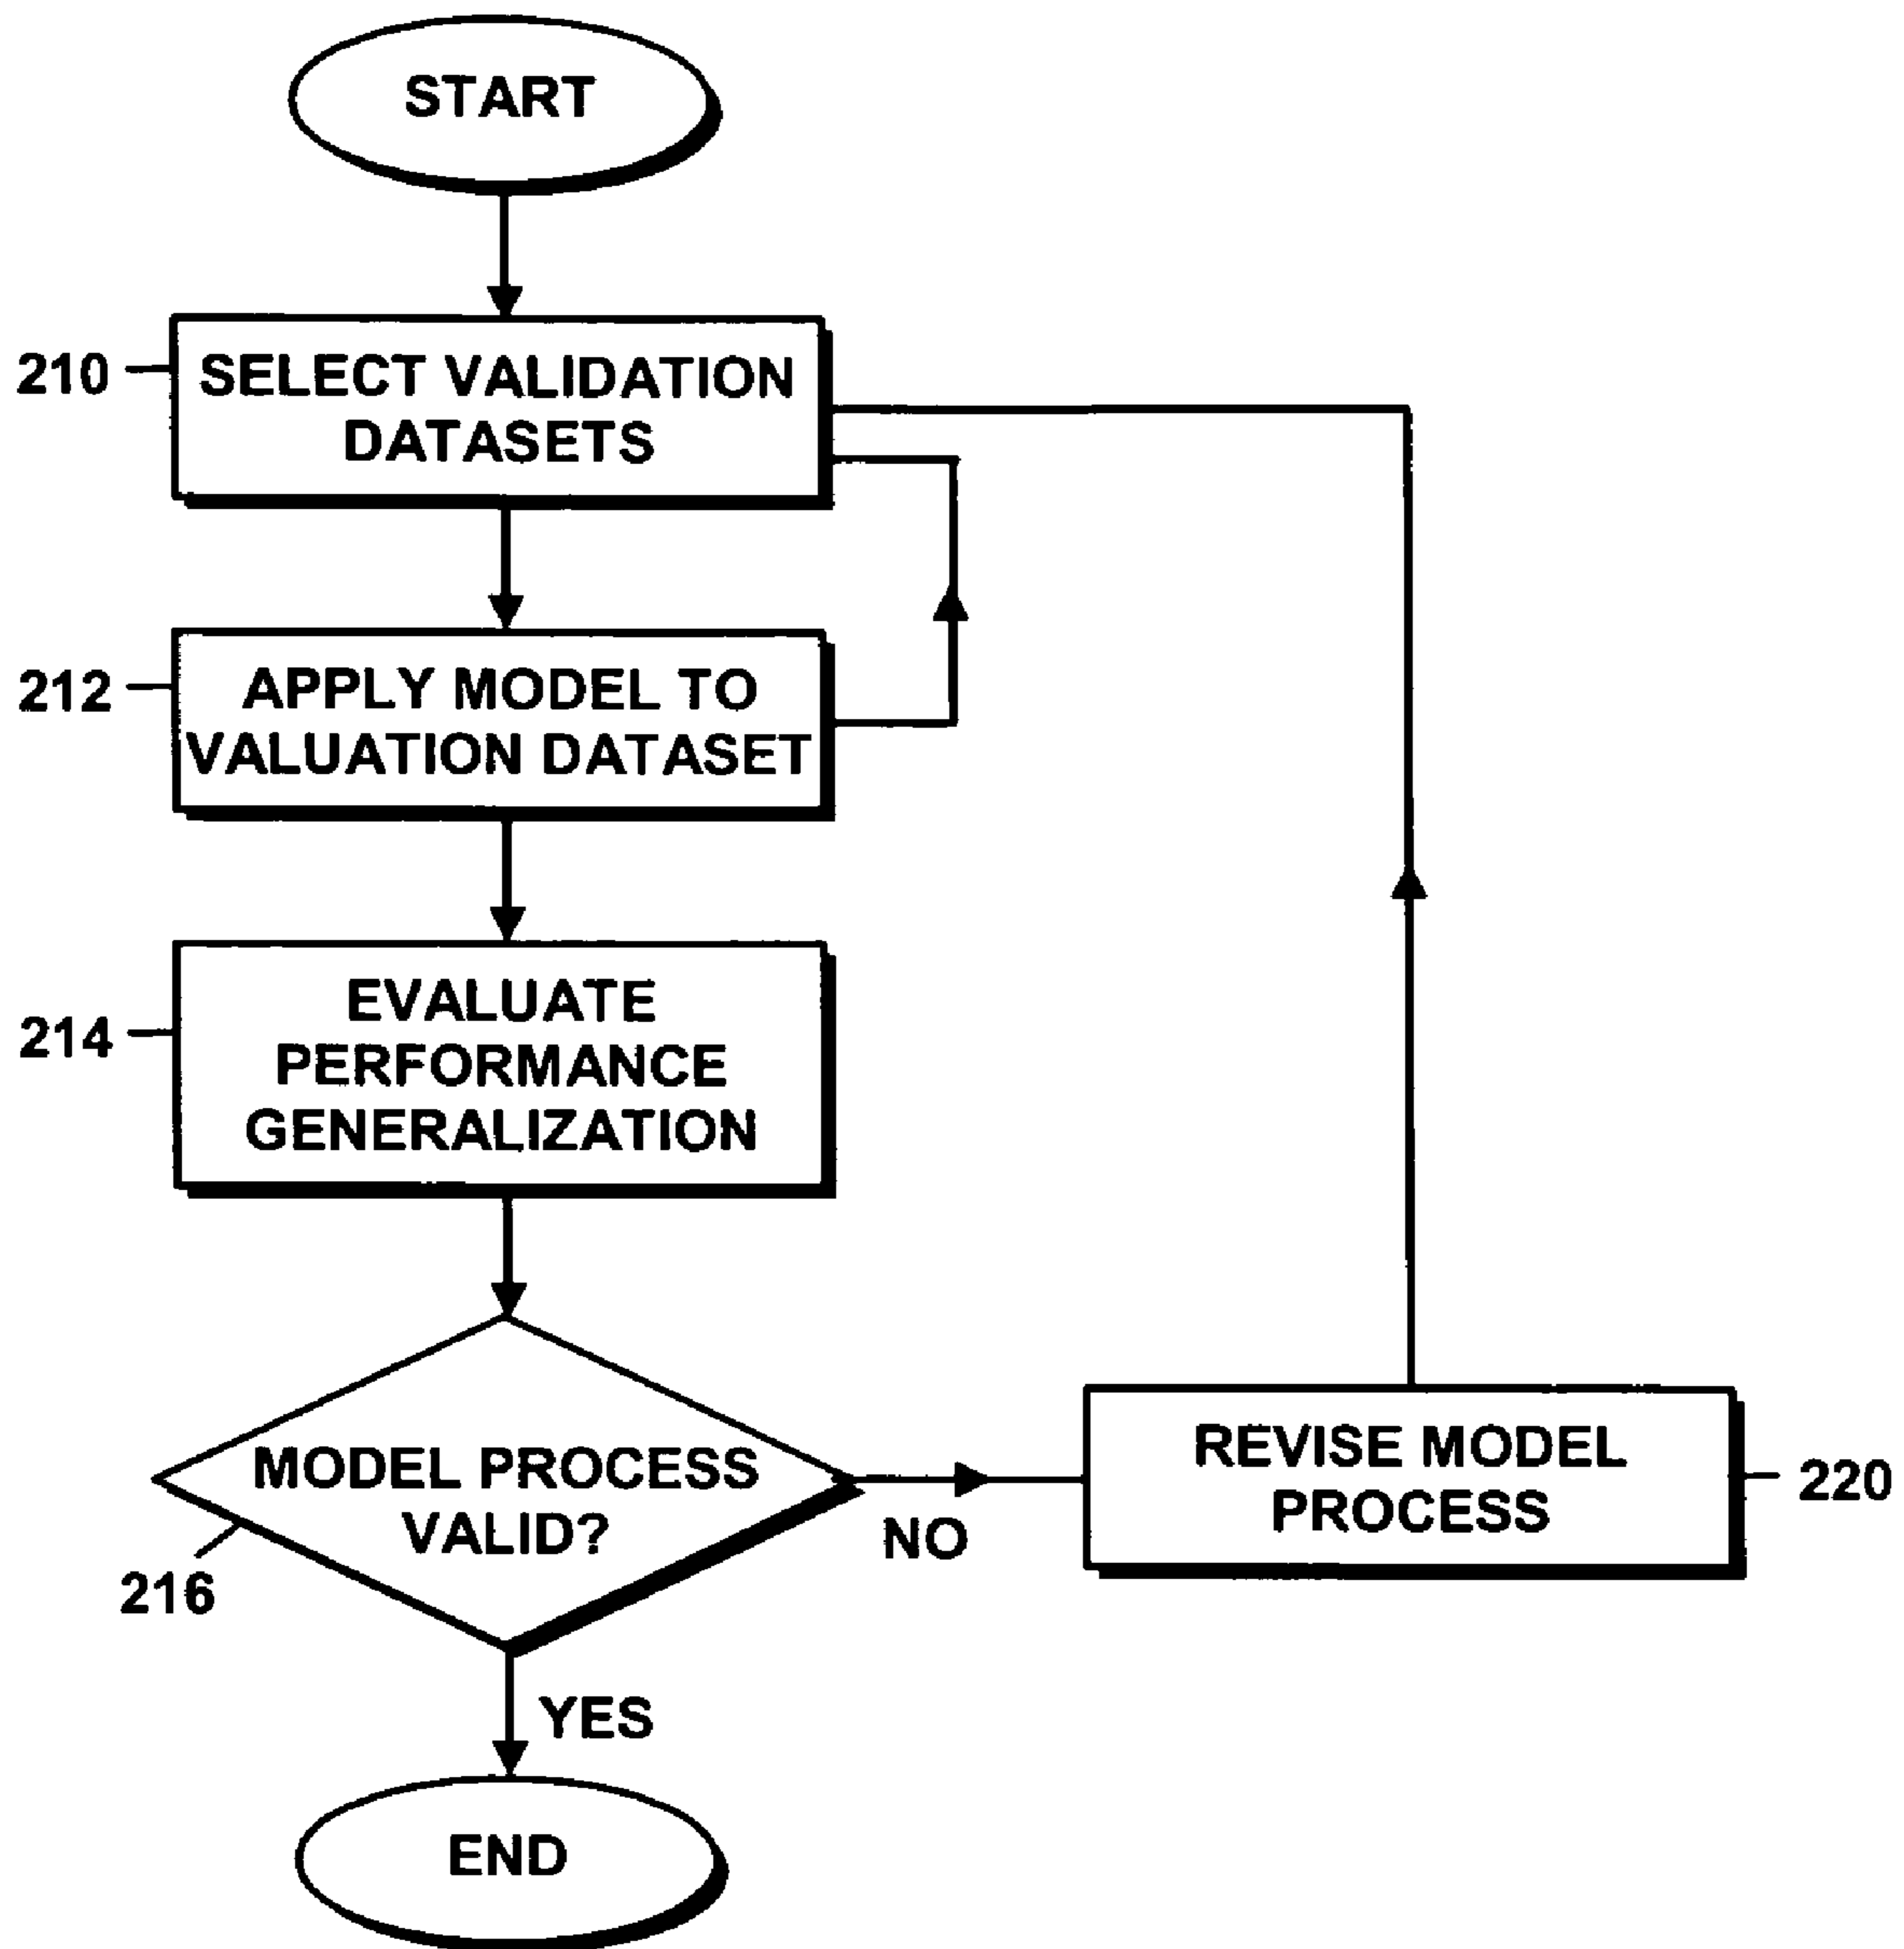 START
210
SELECT VALIDATION
DATASETS
212
APPLY MODEL TO
VALUATION DATASET
214
EVALUATE
PERFORMANCE
GENERALIZATION
MODEL PROCESS
VALID?
216
NO
REVISE MODEL
PROCESS
220
YES
END